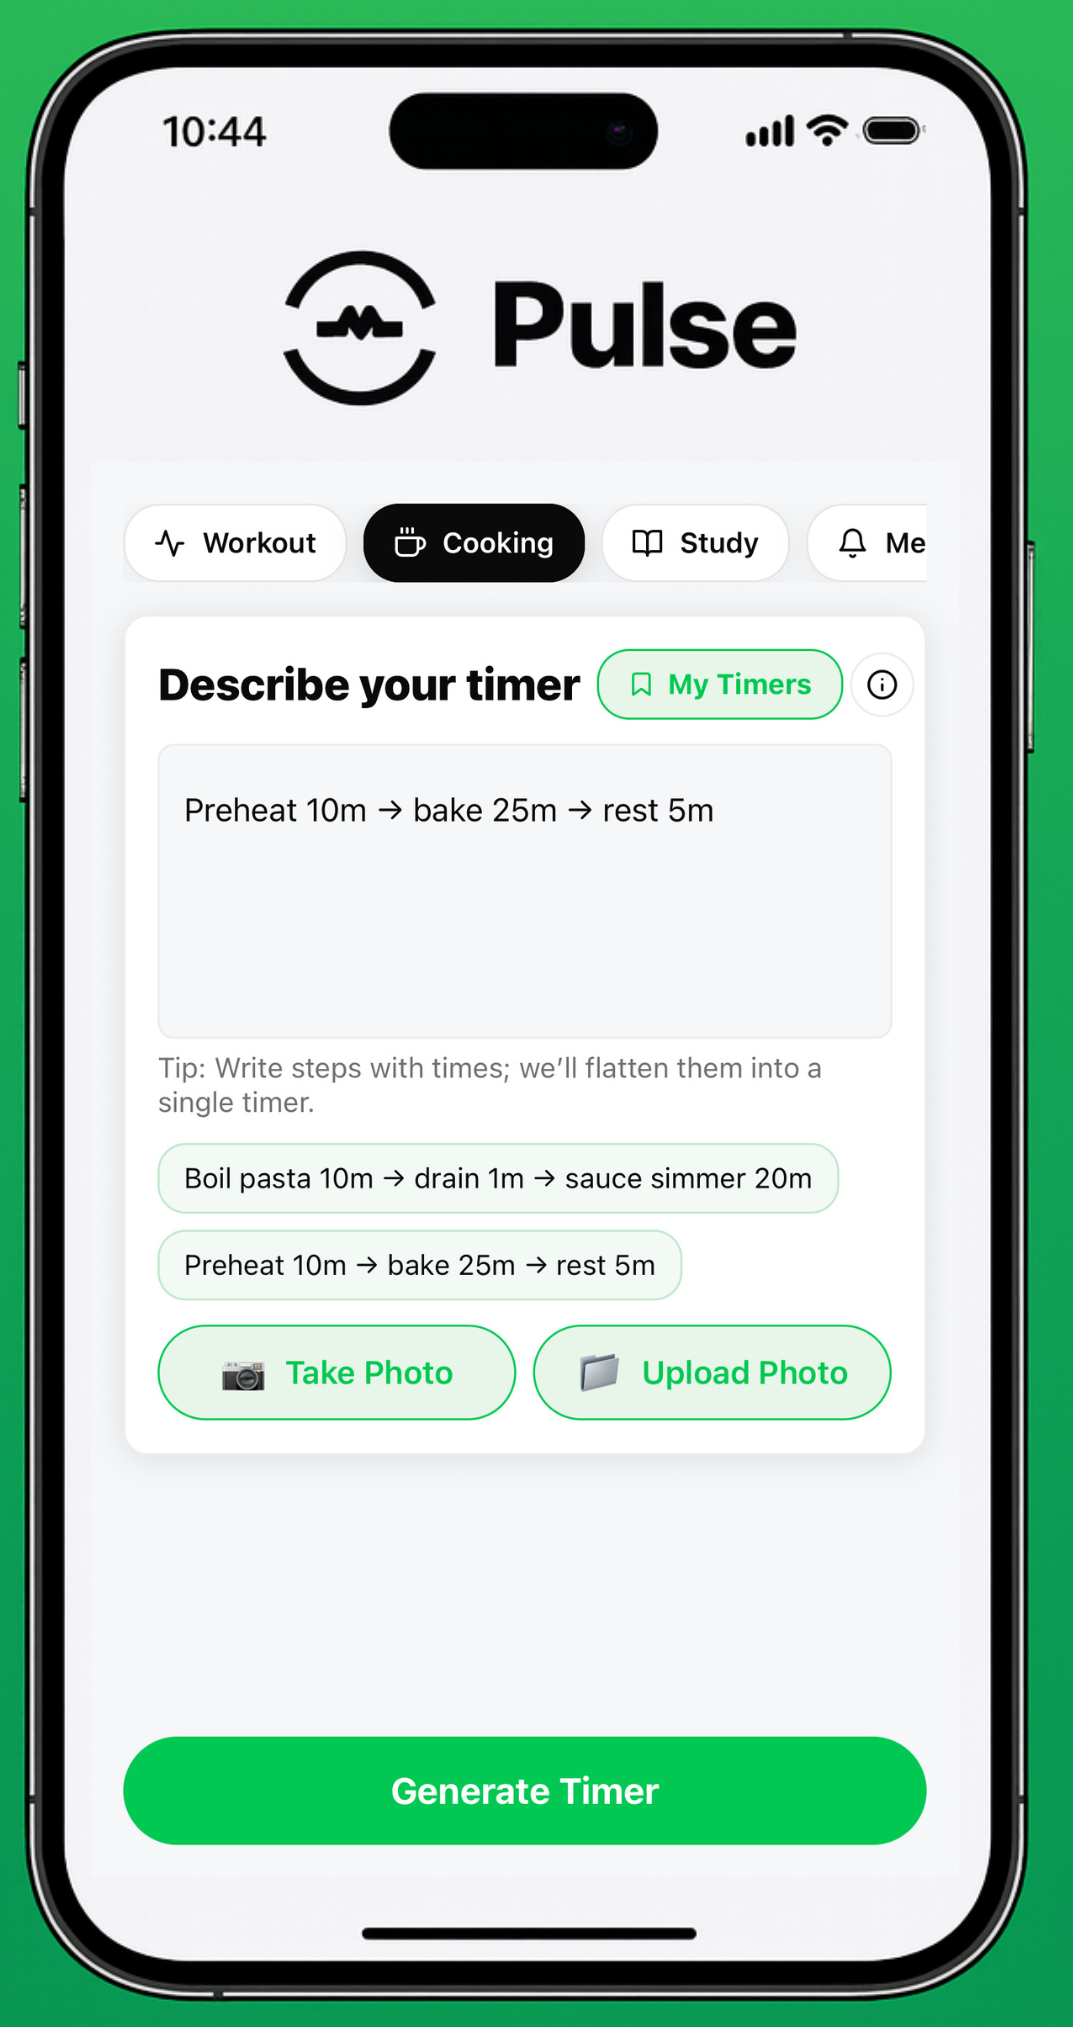 10:44
Pulse
Workout
Cooking
Study
Me
Describe your timer
My Timers
Preheat 10m → bake 25m → rest 5m
Tip: Write steps with times; we’ll flatten them into a
single timer.
Boil pasta 10m → drain 1m → sauce simmer 20m
Preheat 10m → bake 25m → rest 5m
Take Photo
Upload Photo
Generate Timer